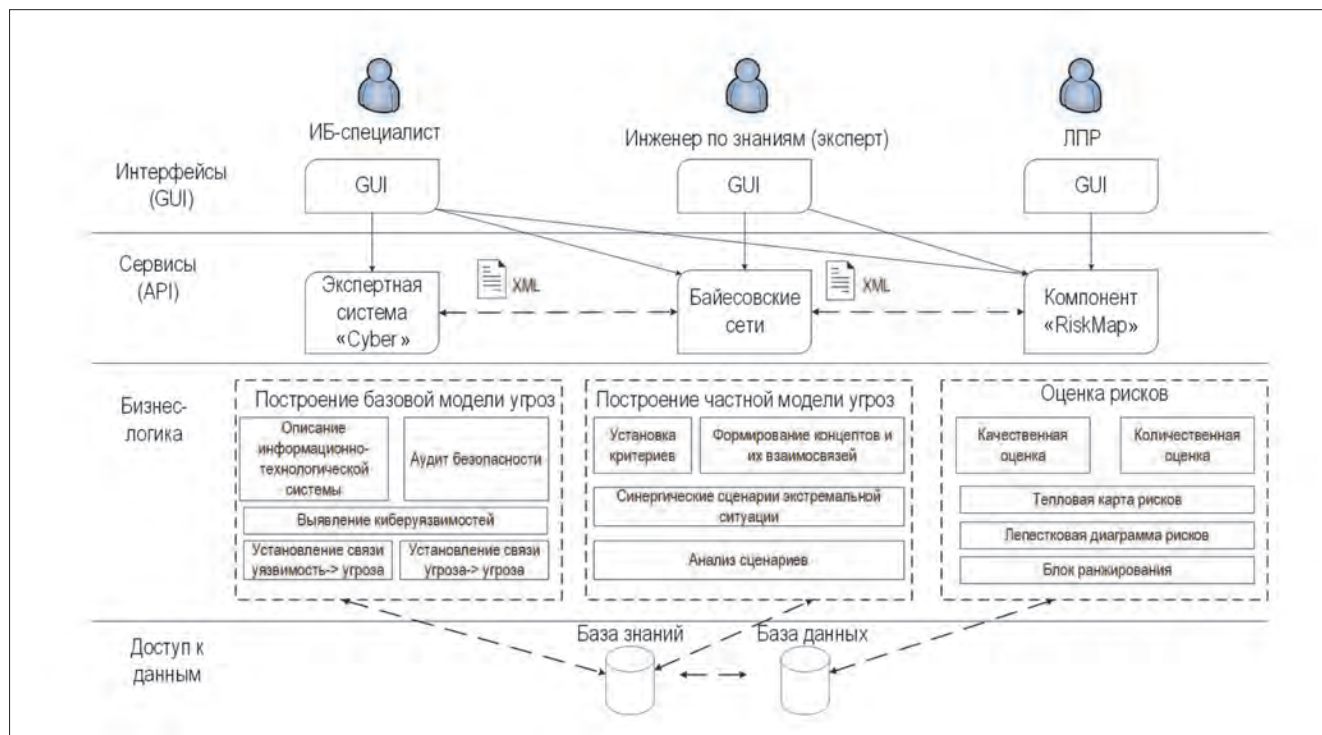 ИБ-специалист
Инженер по знаниям (эксперт)
ЛПР
Интерфейсы
(GUI)
GUI
GUI
GUI
Сервисы
(API)
Экспертная
система
«Cyber»
XML
Байесовские
сети
XML
Компонент
«RiskMap»
Бизнес-
логика
Построение базовой модели угроз
Описание
информационно-
технологической
системы
Аудит безопасности
Выявление киберуязвимостей
Установление связи
уязвимость-> угроза
Установление связи
угроза-> угроза
Построение частной модели угроз
Установка
критериев
Формирование концептов и
их взаимосвязей
Синергические сценарии экстремальной
ситуации
Анализ сценариев
Оценка рисков
Качественная
оценка
Количественная
оценка
Тепловая карта рисков
Лепестковая диаграмма рисков
Блок ранжирования
Доступ к
данным
База знаний
База данных